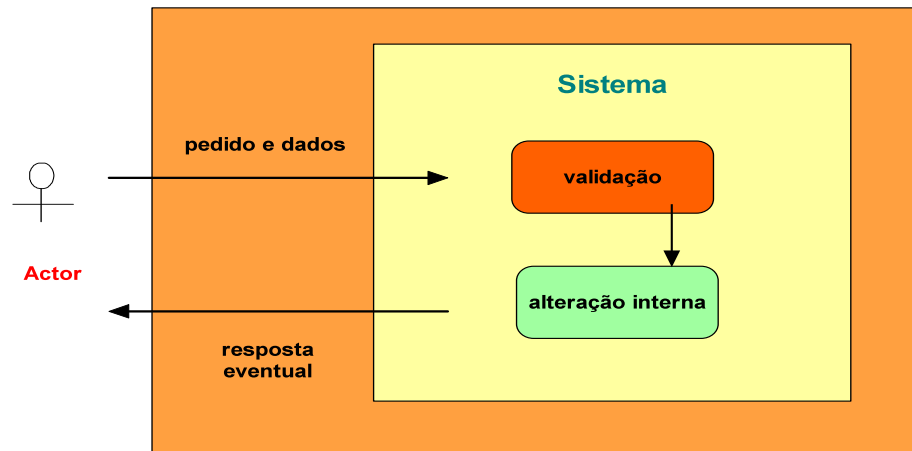 Sistema
pedido e dados
validação
Actor
alteração interna
resposta
eventual